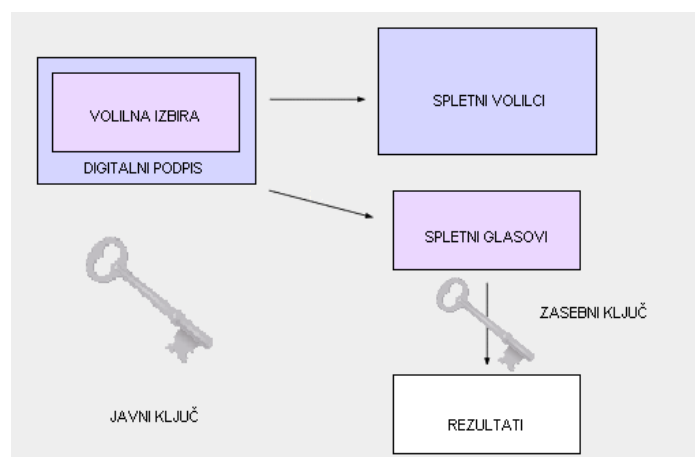 VOLILNA IZBIRA
DIGITALNI PODPIS
SPLETNI VOLILCI
SPLETNI GLASOVI
ZASEBNI KLJUČ
JAVNI KLJUČ
REZULTATI